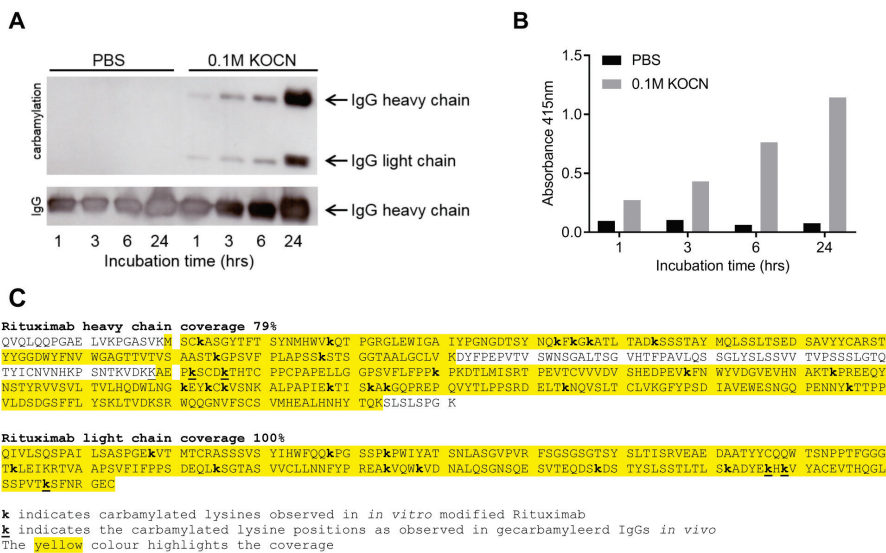 A
PBS
0.1M KOCN
carbamylation
IgG heavy chain
IgG light chain
IgG
IgG heavy chain
1 3 6 24 1 3 6 24
Incubation time (hrs)
B
1.5
1.0
0.5
0.0
Absorbance 415nm
PBS
0.1M KOCN
1 3 6 24
Incubation time (hrs)
C
Rituximab heavy chain coverage 79%
QVQLQQPGAE LVKPGASVKM SCkASGYTFT SYNMHWVkQT PGRGLEWIGA IYPGNGDTSY NQkFkGkATL TADkSSSTAY MQLSSLTSED SAVYYCARST
YYGGDWYFNV WGAGTTVTVS AASTkGPSVF PLAPSSkSTS GGTAALGCLV KDYFPEPVTV SWNSGALTSG VHTFPAVLQS SGLYSLSSVV TVPSSSLGTQ
TYICNVNHKP SNTKVDKKAE PkSCDkTHTC PPCPAPELLG GPSVFLFPPk PKDTLMISRT PEVTCVVVDV SHEDPEVkFN WYVDGVEVHN AKTkPREEQY
NSTYRVVSVL TVLHQDWLNG kEYkCkVSNK ALPAPIEkTI SkAkGQPREP QVYTLPPSRD ELTkNQVSLT CLVKGFYPSD IAVEWESNGQ PENNYkTTPP
VLDSDGSFFL YSKLTVDKSR WQQGNVFSCS VMHEALHNHY TQKSLSLSPG K
Rituximab light chain coverage 100%
QIVLSQSPAI LSASPGEkVT MTCRASSSVS YIHWFQQkPG SSPkPWIYAT SNLASGVPVR FSGSGSGTSY SLTISRVEAE DAATYYCQQW TSNPPTFGGG
TkLEIKRTVA APSVFIFPPS DEQLkSGTAS VVCLLNNFYP REAkVQWkVD NALQSGNSQE SVTEQDSkDS TYSLSSTLTL SkADYEkHkV YACEVTHQGL
SSPVTkSFNR GEC
k indicates carbamylated lysines observed in in vitro modified Rituximab
k indicates the carbamylated lysine positions as observed in gecarbamyleerd IgGs in vivo
The yellow colour highlights the coverage